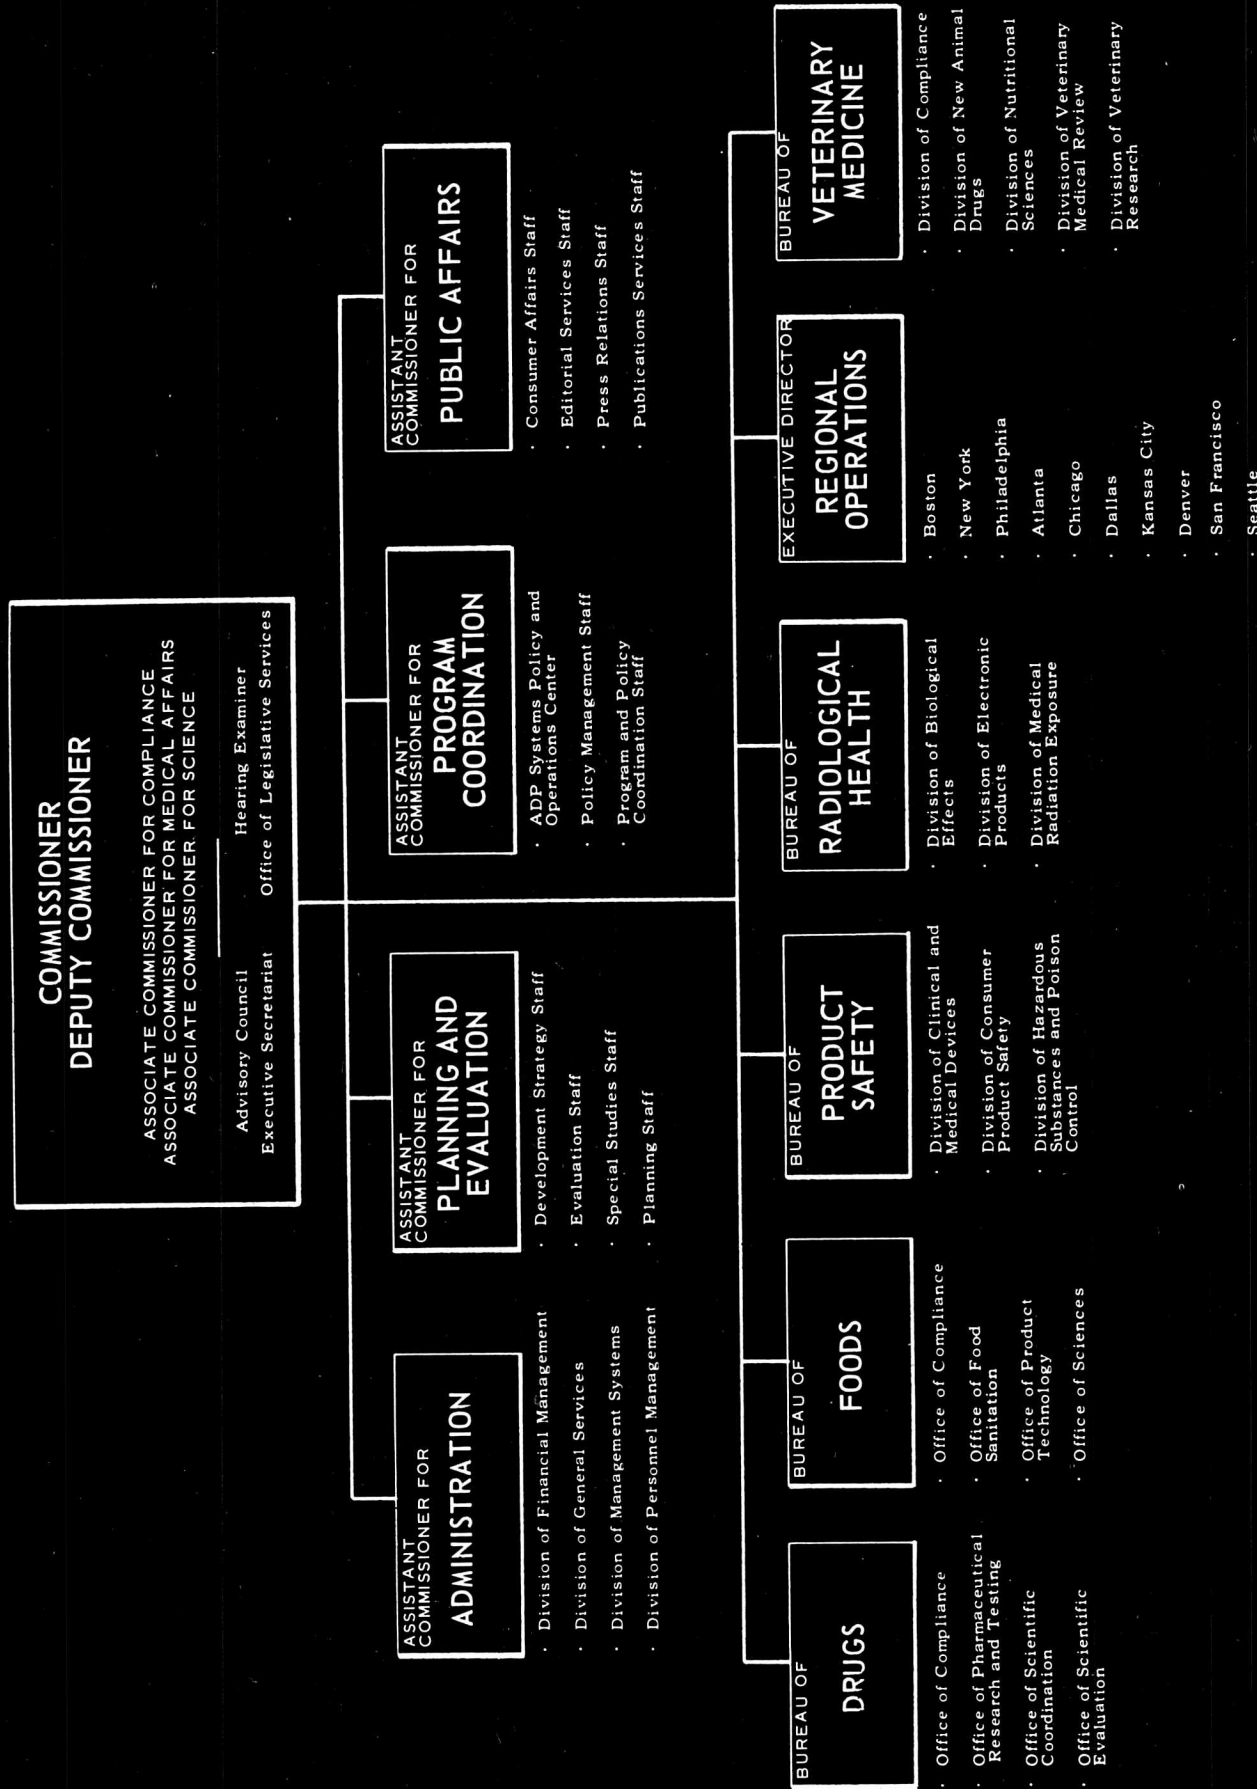 COMMISSIONER
DEPUTY COMMISSIONER
ASSOCIATE COMMISSIONER FOR COMPLIANCE
ASSOCIATE COMMISSIONER FOR MEDICAL AFFAIRS
ASSOCIATE COMMISSIONER FOR SCIENCE
Advisory Council
Hearing Examiner
Executive Secretariat
Office of Legislative Services
ASSISTANT
COMMISSIONER FOR
ADMINISTRATION
· Division of Financial Management
· Division of General Services
· Division of Management Systems
· Division of Personnel Management
ASSISTANT
COMMISSIONER FOR
PLANNING AND
EVALUATION
· Development Strategy Staff
· Evaluation Staff
· Special Studies Staff
· Planning Staff
ASSISTANT
COMMISSIONER FOR
PROGRAM
COORDINATION
· ADP Systems Policy and
Operations Center
· Policy Management Staff
· Program and Policy
Coordination Staff
ASSISTANT
COMMISSIONER FOR
PUBLIC AFFAIRS
· Consumer Affairs Staff
· Editorial Services Staff
· Press Relations Staff
· Publications Services Staff
BUREAU OF
DRUGS
· Office of Compliance
· Office of Pharmaceutical
Research and Testing
· Office of Scientific
Coordination
· Office of Scientific
Evaluation
BUREAU OF
FOODS
· Office of Compliance
· Office of Food
Sanitation
· Office of Product
Technology
· Office of Sciences
BUREAU OF
PRODUCT
SAFETY
· Division of Clinical and
Medical Devices
· Division of Consumer
Product Safety
· Division of Hazardous
Substances and Poison
Control
BUREAU OF
RADIOLOGICAL
HEALTH
· Division of Biological
Effects
· Division of Electronic
Products
· Division of Medical
Radiation Exposure
EXECUTIVE DIRECTOR
REGIONAL
OPERATIONS
· Boston
· New York
· Philadelphia
· Atlanta
· Chicago
· Dallas
· Kansas City
· Denver
· San Francisco
· Seattle
BUREAU OF
VETERINARY
MEDICINE
· Division of Compliance
· Division of New Animal
Drugs
· Division of Nutritional
Sciences
· Division of Veterinary
Medical Review
· Division of Veterinary
Research